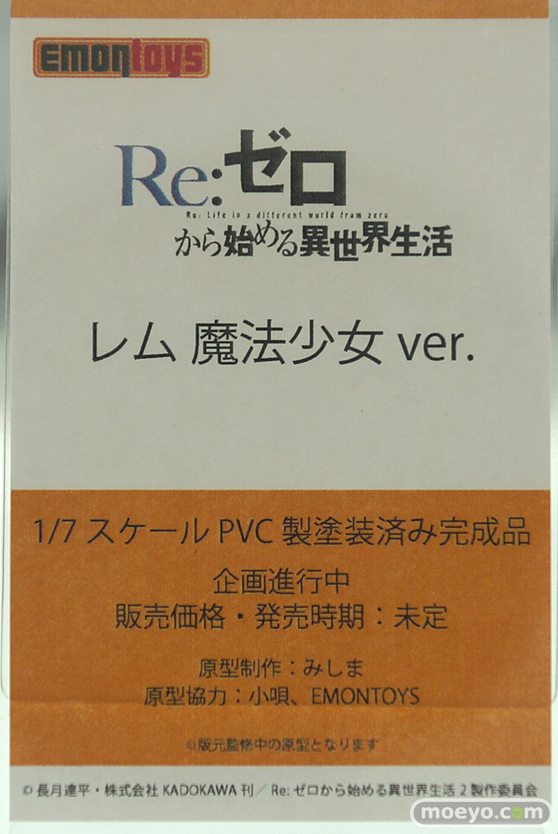 EMONTOYS
Re:ゼロ
Re: Life in a different world from zero
から始める異世界生活
レム 魔法少女 ver.
1/7 スケール PVC 製塗装済み完成品
企画進行中
販売価格・発売時期：未定
原型制作：みしま
原型協力：小唄、EMONTOYS
※版元監修中の原型となります
© 長月達平・株式会社 KADOKAWA 刊／Re: ゼロから始める異世界生活 2 製作委員会
moeyo.com